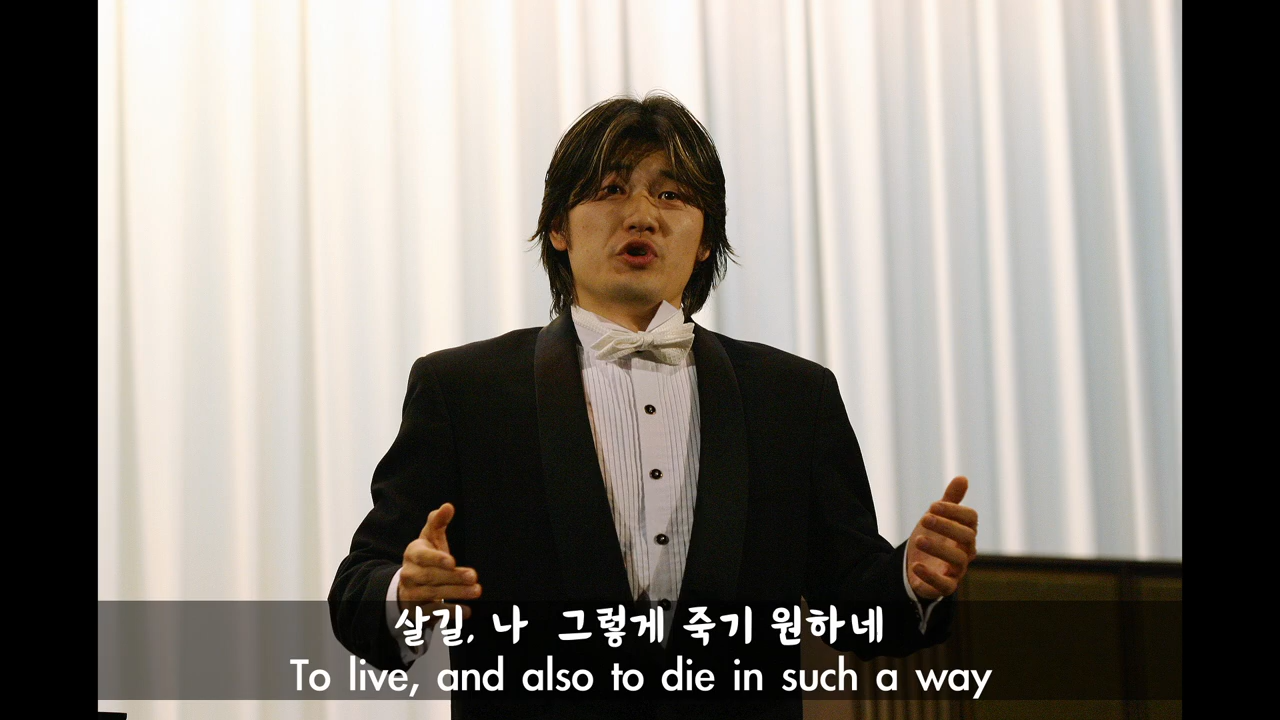 살길, 나 그렇게 죽기 원하네
To live, and also to die in such a way